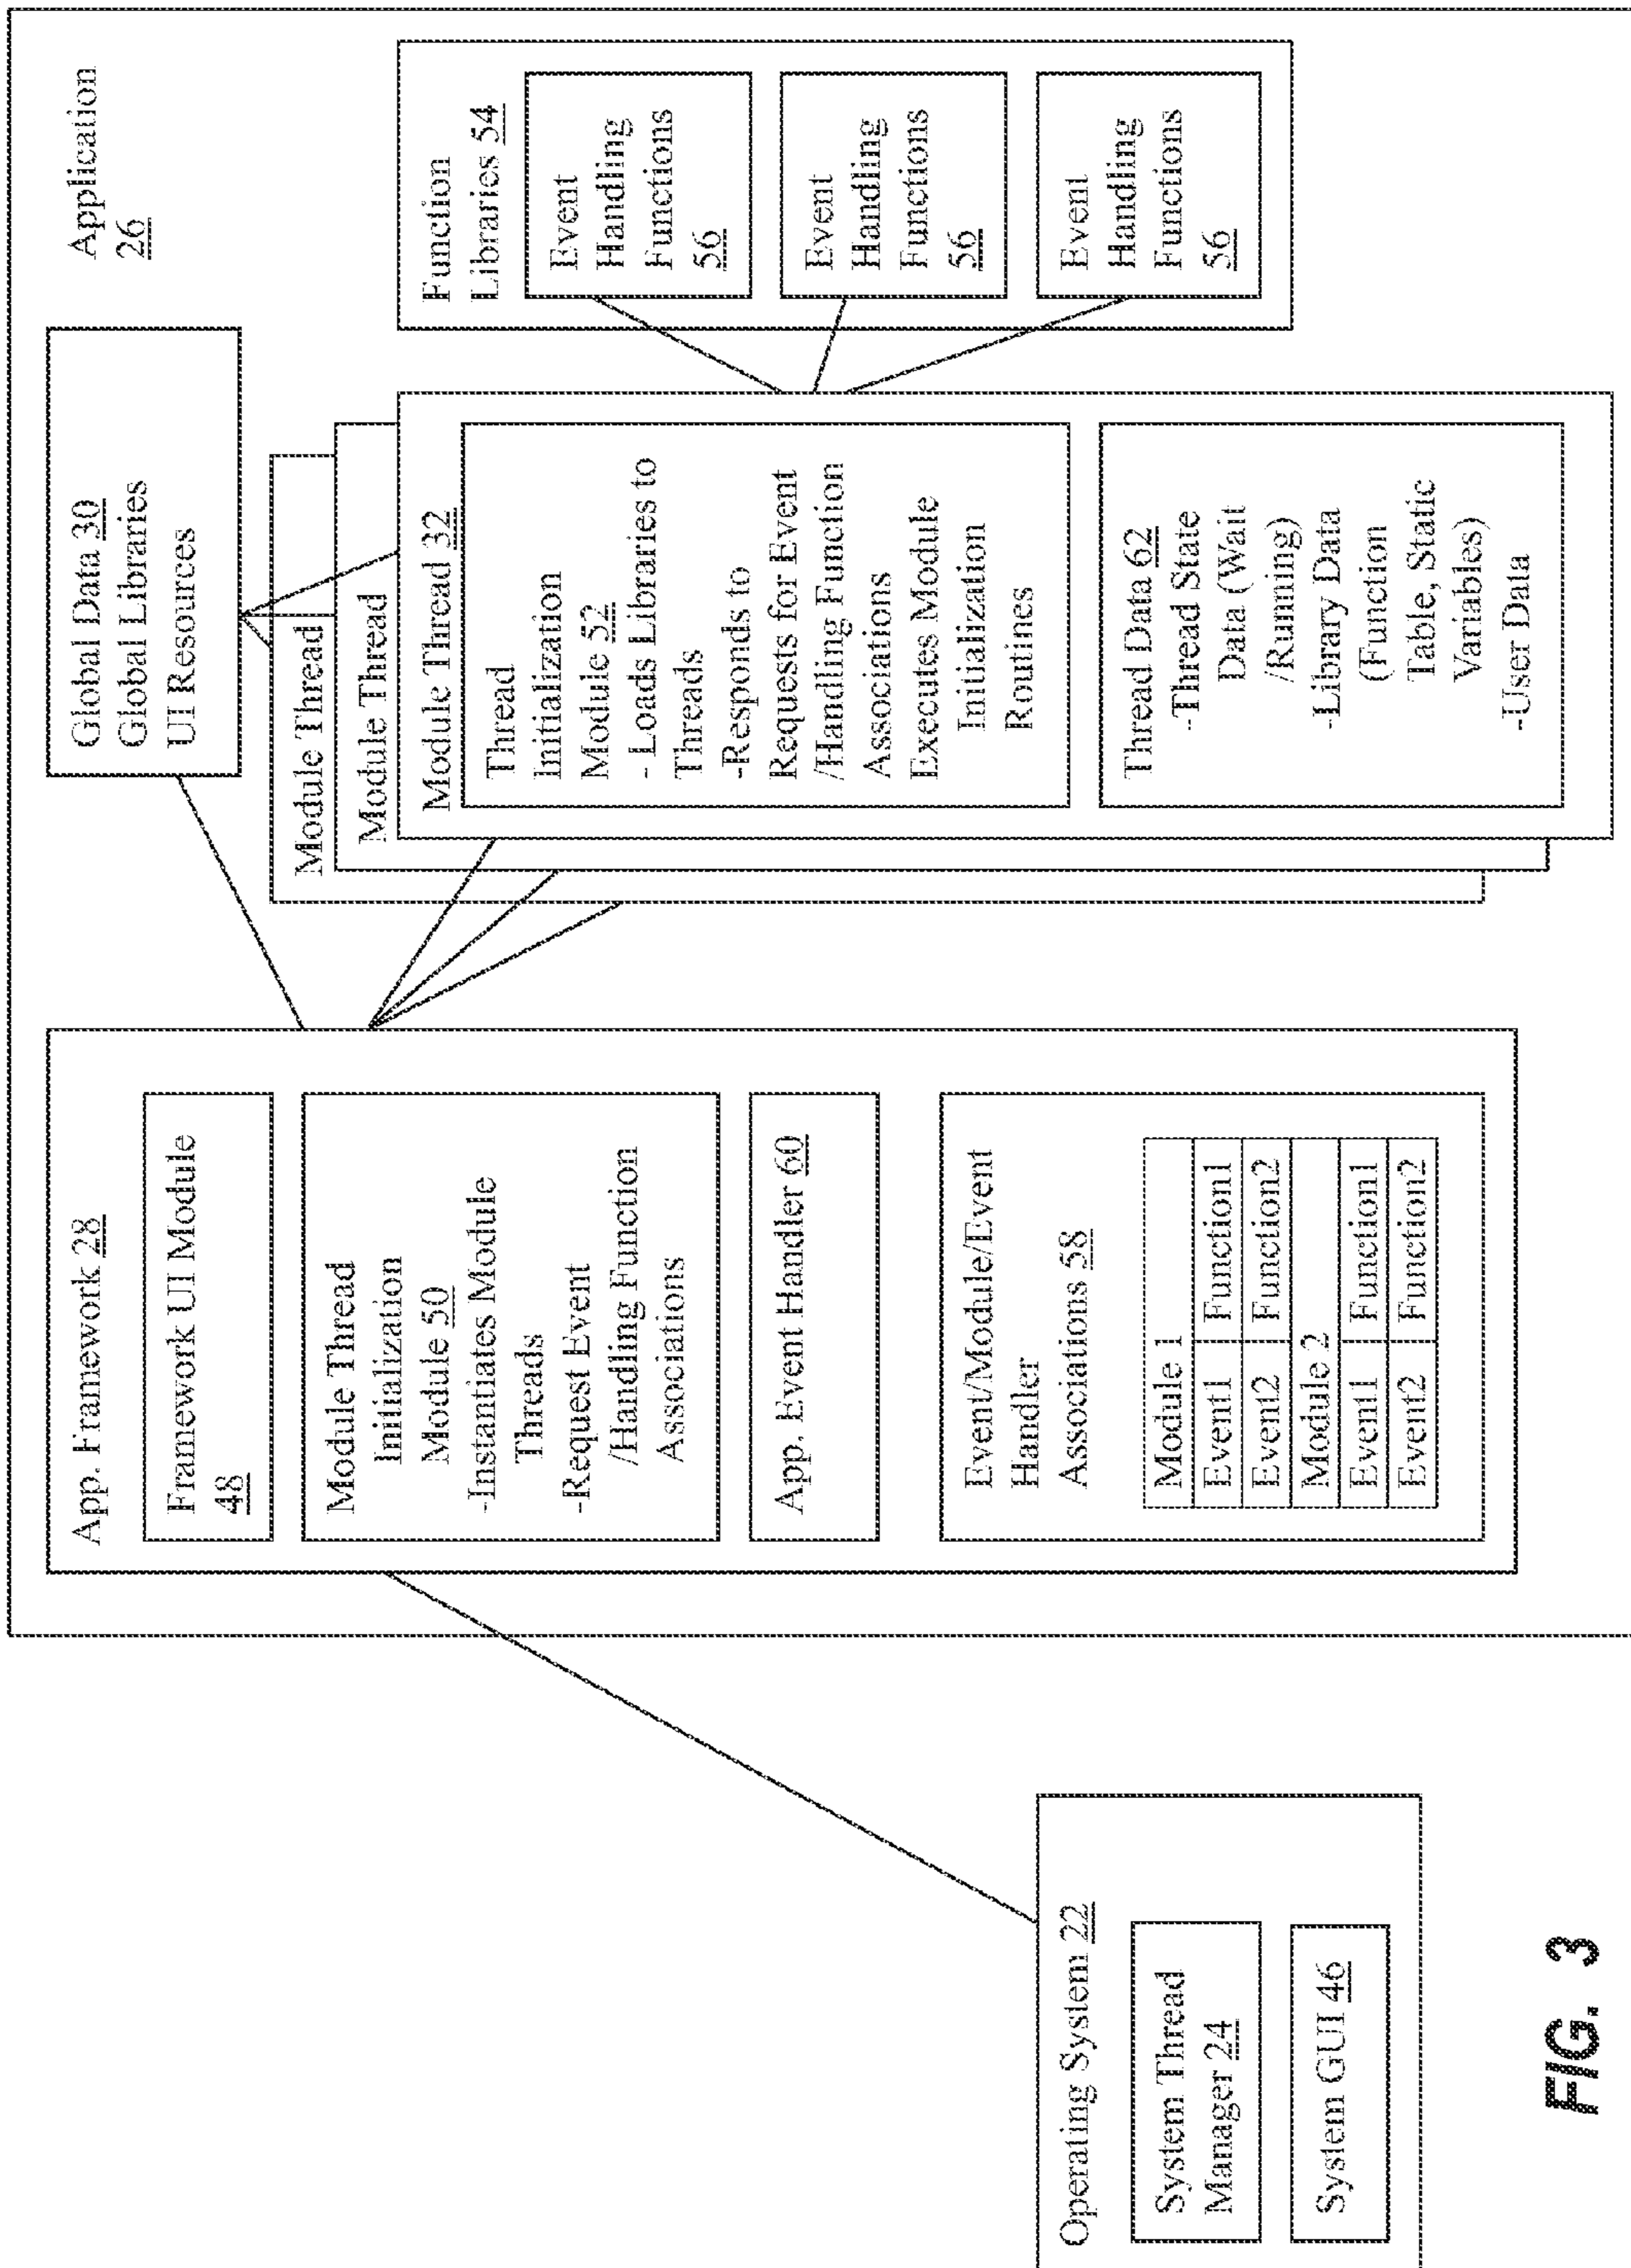 Application
26
Operating System 22
System Thread
Manager 24
System GUI 46
App. Framework 28
Framework UI Module
48
Module Thread
Initialization
Module 50
-Instantiates Module
Threads
-Request Event
/Handling Function
Associations
App. Event Handler 60
Event/Module/Event
Handler
Associations 58
Module 1
Event1 Function1
Event2 Function2
Module 2
Event1 Function1
Event2 Function2
Global Data 30
Global Libraries
UI Resources
Module Thread
Module Thread
Module Thread 32
Thread
Initialization
Module 52
- Loads Libraries to
Threads
-Responds to
Requests for Event
/Handling Function
Associations
Executes Module
Initialization
Routines
Thread Data 62
-Thread State
Data (Wait
/Running)
-Library Data
(Function
Table, Static
Variables)
-User Data
Function
Libraries 54
Event
Handling
Functions
56
Event
Handling
Functions
56
Event
Handling
Functions
56
FIG. 3